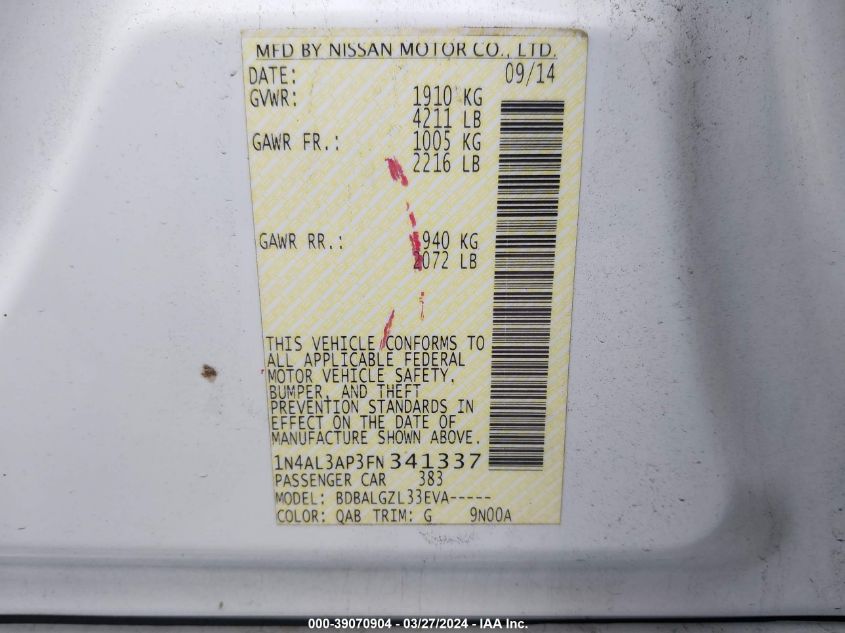 MFD BY NISSAN MOTOR CO., LTD.
DATE: 09/14
GVWR: 1910 KG
4211 LB
GAWR FR.: 1005 KG
2216 LB
GAWR RR.: 940 KG
2072 LB
THIS VEHICLE CONFORMS TO
ALL APPLICABLE FEDERAL
MOTOR VEHICLE SAFETY,
BUMPER, AND THEFT
PREVENTION STANDARDS IN
EFFECT ON THE DATE OF
MANUFACTURE SHOWN ABOVE.
1N4AL3AP3FN341337
PASSENGER CAR 383
MODEL: BDBALGZL33EVA-----
COLOR: QAB TRIM: G 9N00A
000-39070904 - 03/27/2024 - IAA Inc.